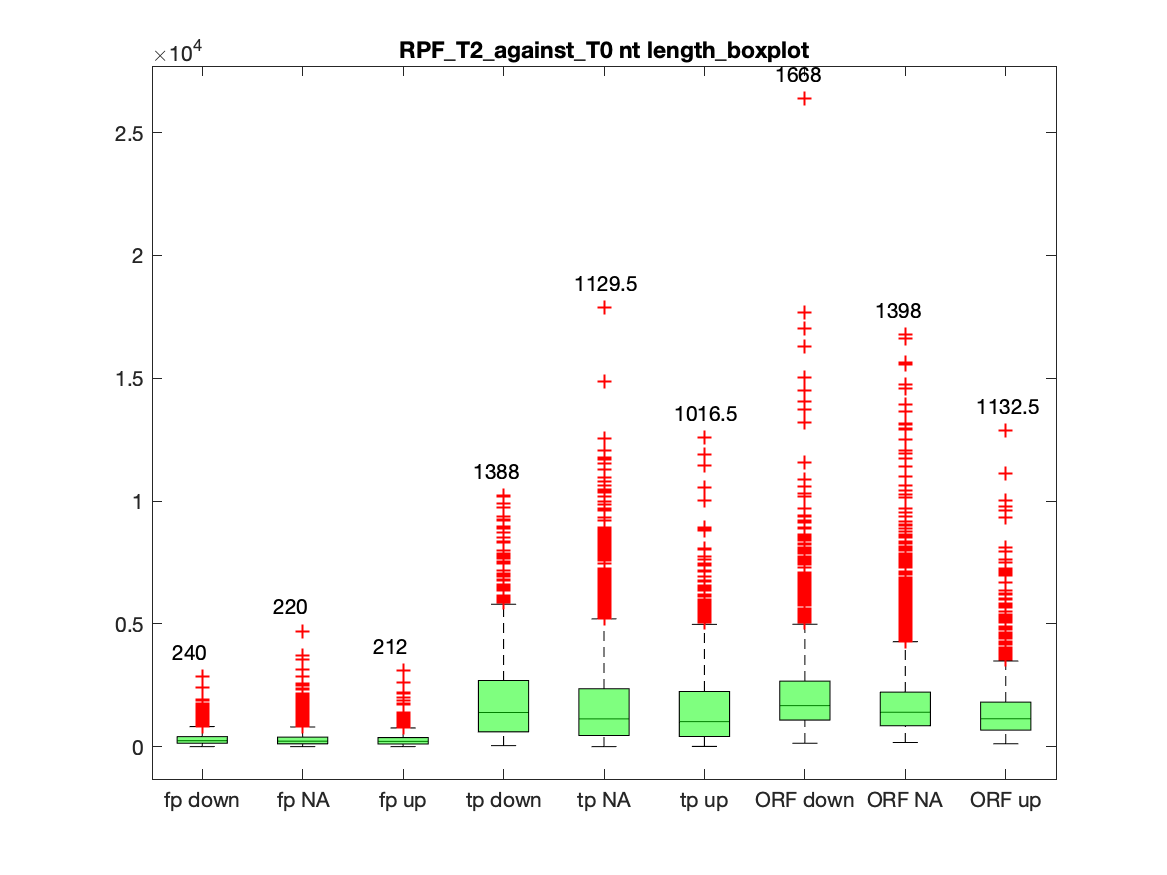 ×10⁴
RPF_T2_against_T0 nt length_boxplot
1668
2.5
2
1129.5
1398
1.5
1016.5
1132.5
1388
1
220
0.5
240
212
0
fp down
fp NA
fp up
tp down
tp NA
tp up
ORF down
ORF NA
ORF up